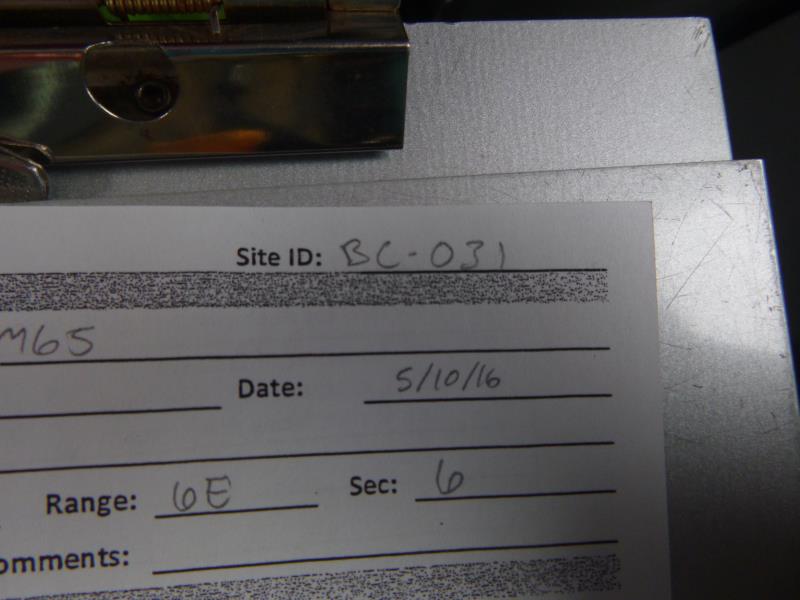 Site ID: BC-031
M65
Date: 5/10/16
Range: 6E Sec: 6
omments: